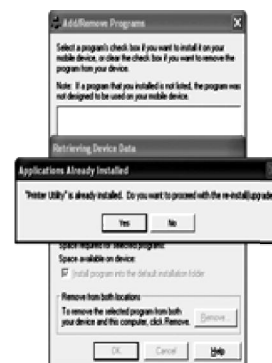 Add/Remove Programs
Select a program's check box if you want to install it on your
mobile device, or clear the check box if you want to remove the
program from your device.
Note: If a program that you installed is not listed, the program was
not designed to be used on your mobile device.
Retrieving Device Data
Applications Already Installed
"Printer Utility" is already installed. Do you want to proceed with the re-install/upgrade
Yes No
Space required for selected programs:
Space available on device:
Install program into the default installation folder
Remove from both locations
To remove the selected program from both
your device and this computer, click Remove.
Remove...
OK Cancel Help